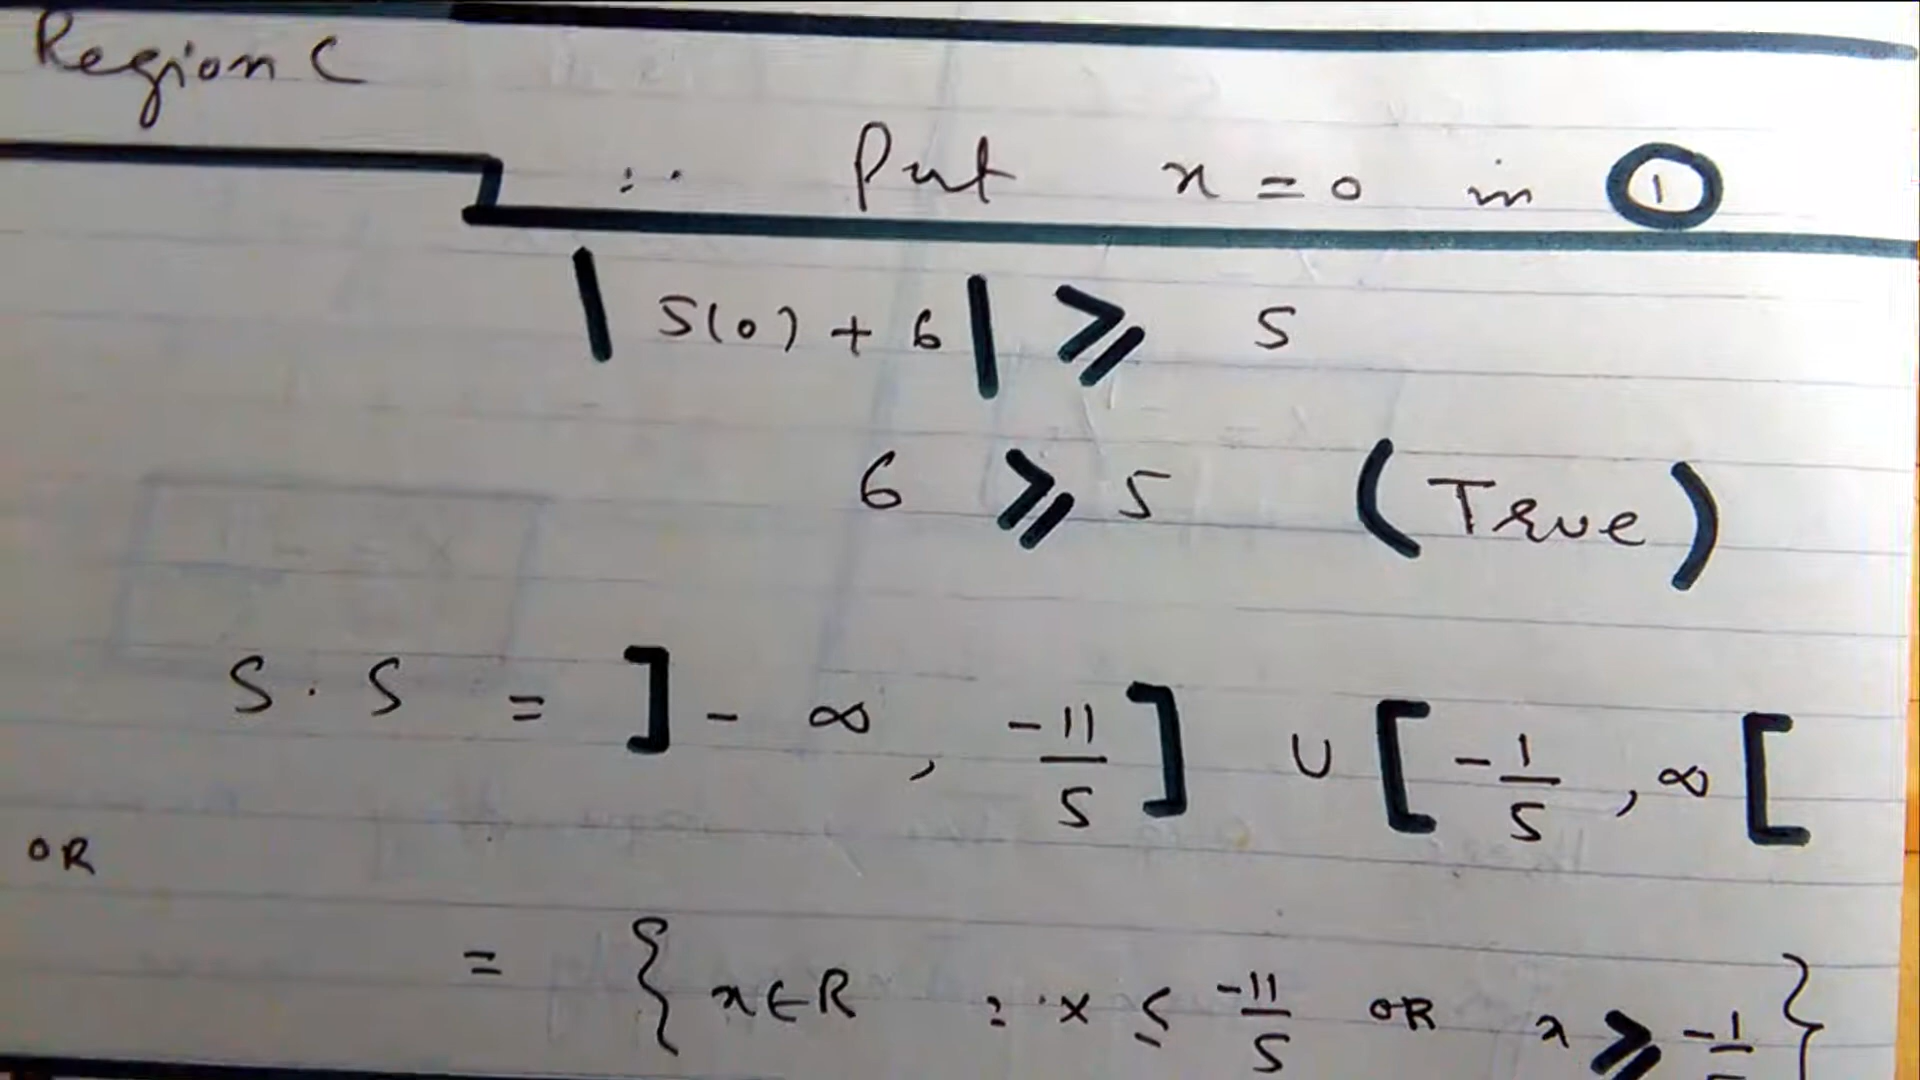 Region C
∵ Put x = 0 in ①
| 5(0) + 6 | ⩾ 5
6 ⩾ 5 (True)
S.S = ] - ∞ , -11/5 ] ∪ [ -1/5 , ∞ [
OR
= { x ∈ R : x ≤ -11/5 OR x ⩾ -1/ }